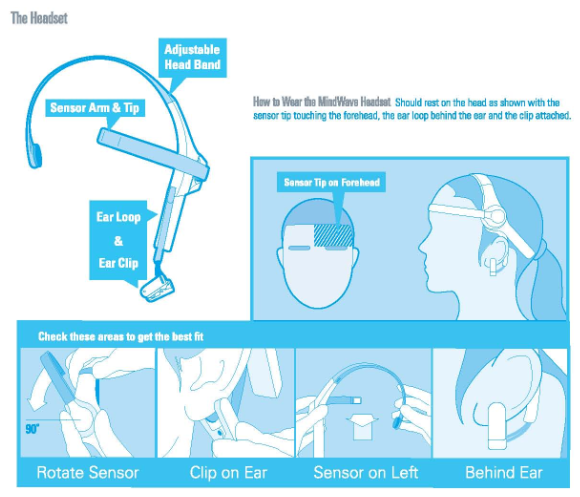 The Headset
Adjustable
Head Band
Sensor Arm & Tip
Ear Loop
&
Ear Clip
How to Wear the MindWave Headset Should rest on the head as shown with the
sensor tip touching the forehead, the ear loop behind the ear and the clip attached.
Sensor Tip on Forehead
Check these areas to get the best fit
90°
Rotate Sensor
Clip on Ear
Sensor on Left
Behind Ear